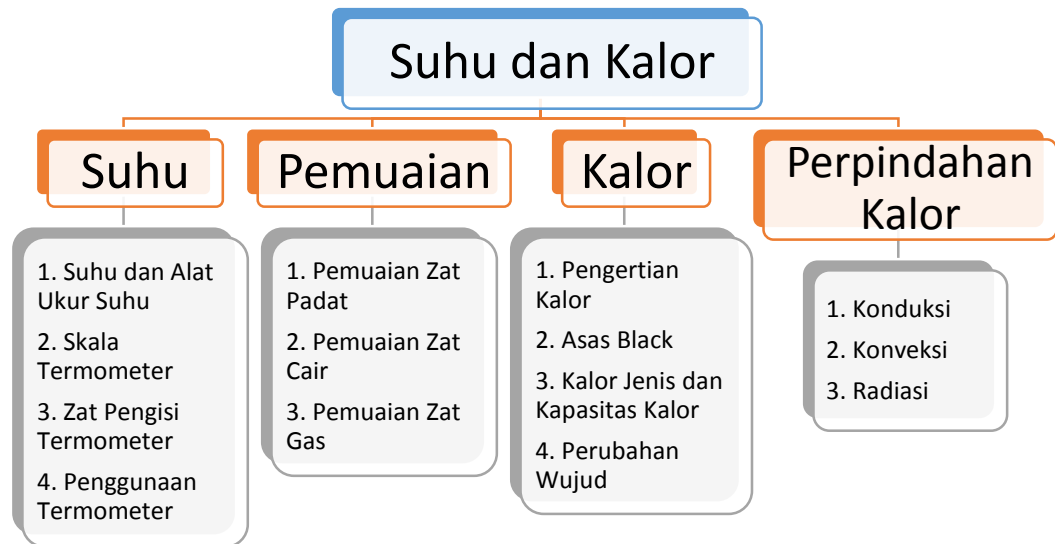 Suhu dan Kalor
Suhu
1. Suhu dan Alat
Ukur Suhu
2. Skala
Termometer
3. Zat Pengisi
Termometer
4. Penggunaan
Termometer
Pemuaian
1. Pemuaian Zat
Padat
2. Pemuaian Zat
Cair
3. Pemuaian Zat
Gas
Kalor
1. Pengertian
Kalor
2. Asas Black
3. Kalor Jenis dan
Kapasitas Kalor
4. Perubahan
Wujud
Perpindahan
Kalor
1. Konduksi
2. Konveksi
3. Radiasi